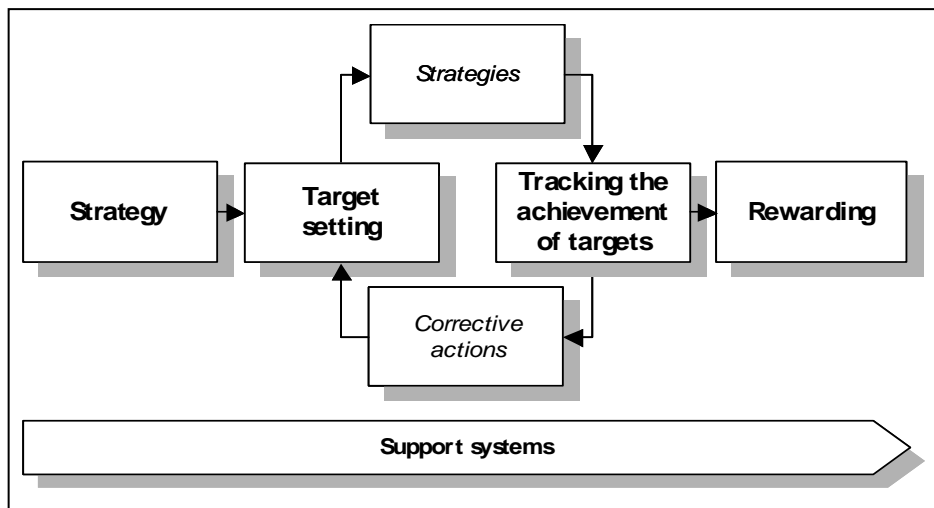 Strategies
Strategy
Target
setting
Tracking the
achievement
of targets
Rewarding
Corrective
actions
Support systems